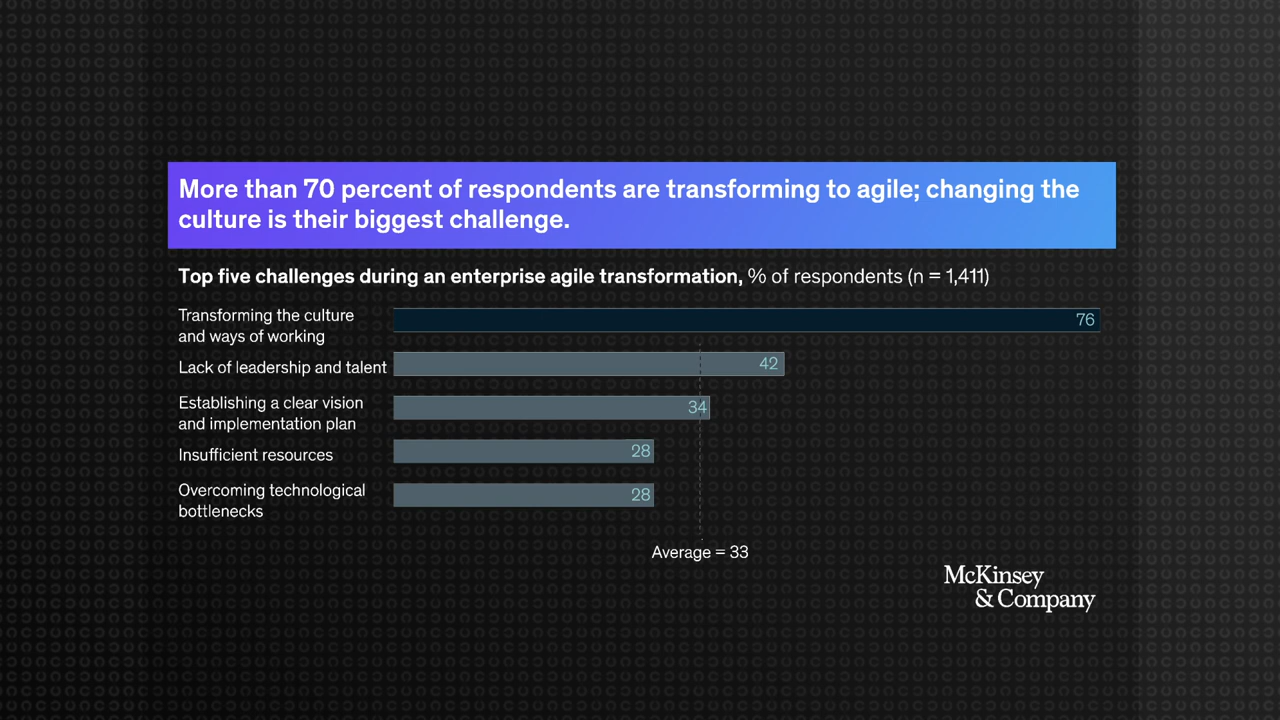 More than 70 percent of respondents are transforming to agile; changing the
culture is their biggest challenge.
Top five challenges during an enterprise agile transformation, % of respondents (n = 1,411)
Transforming the culture
and ways of working
76
Lack of leadership and talent
42
Establishing a clear vision
and implementation plan
34
Insufficient resources
28
Overcoming technological
bottlenecks
28
Average = 33
McKinsey
& Company